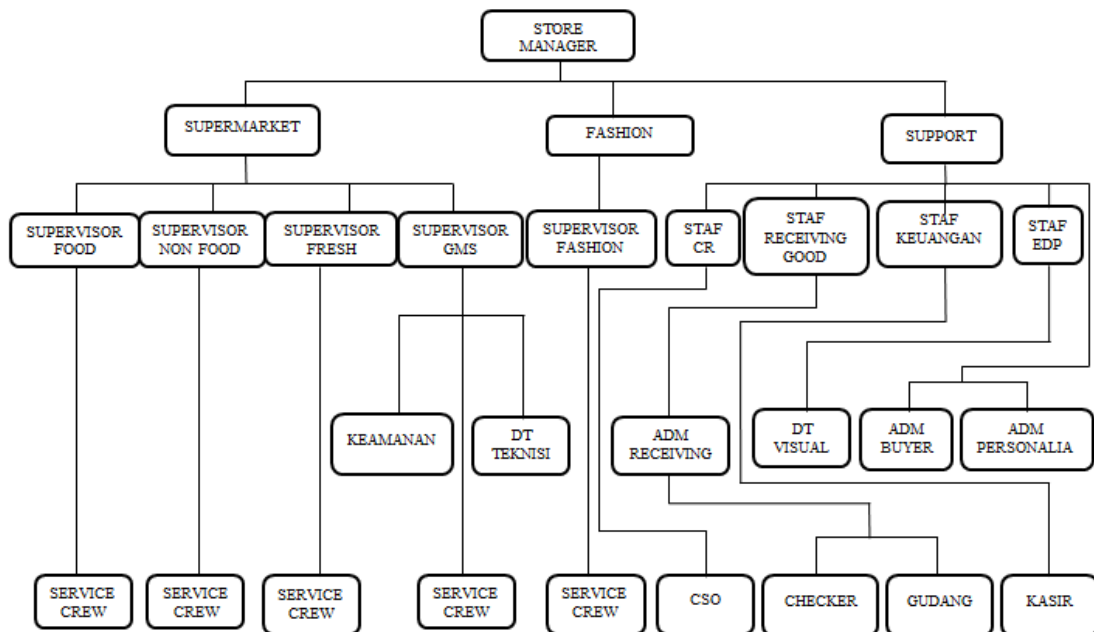 STORE
MANAGER
SUPERMARKET
FASHION
SUPPORT
SUPERVISOR
FOOD
SUPERVISOR
NON FOOD
SUPERVISOR
FRESH
SUPERVISOR
GMS
SUPERVISOR
FASHION
STAF
CR
STAF
RECEIVING
GOOD
STAF
KEUANGAN
STAF
EDP
KEAMANAN
DT
TEKNISI
ADM
RECEIVING
DT
VISUAL
ADM
BUYER
ADM
PERSONALIA
SERVICE
CREW
SERVICE
CREW
SERVICE
CREW
SERVICE
CREW
SERVICE
CREW
CSO
CHECKER
GUDANG
KASIR